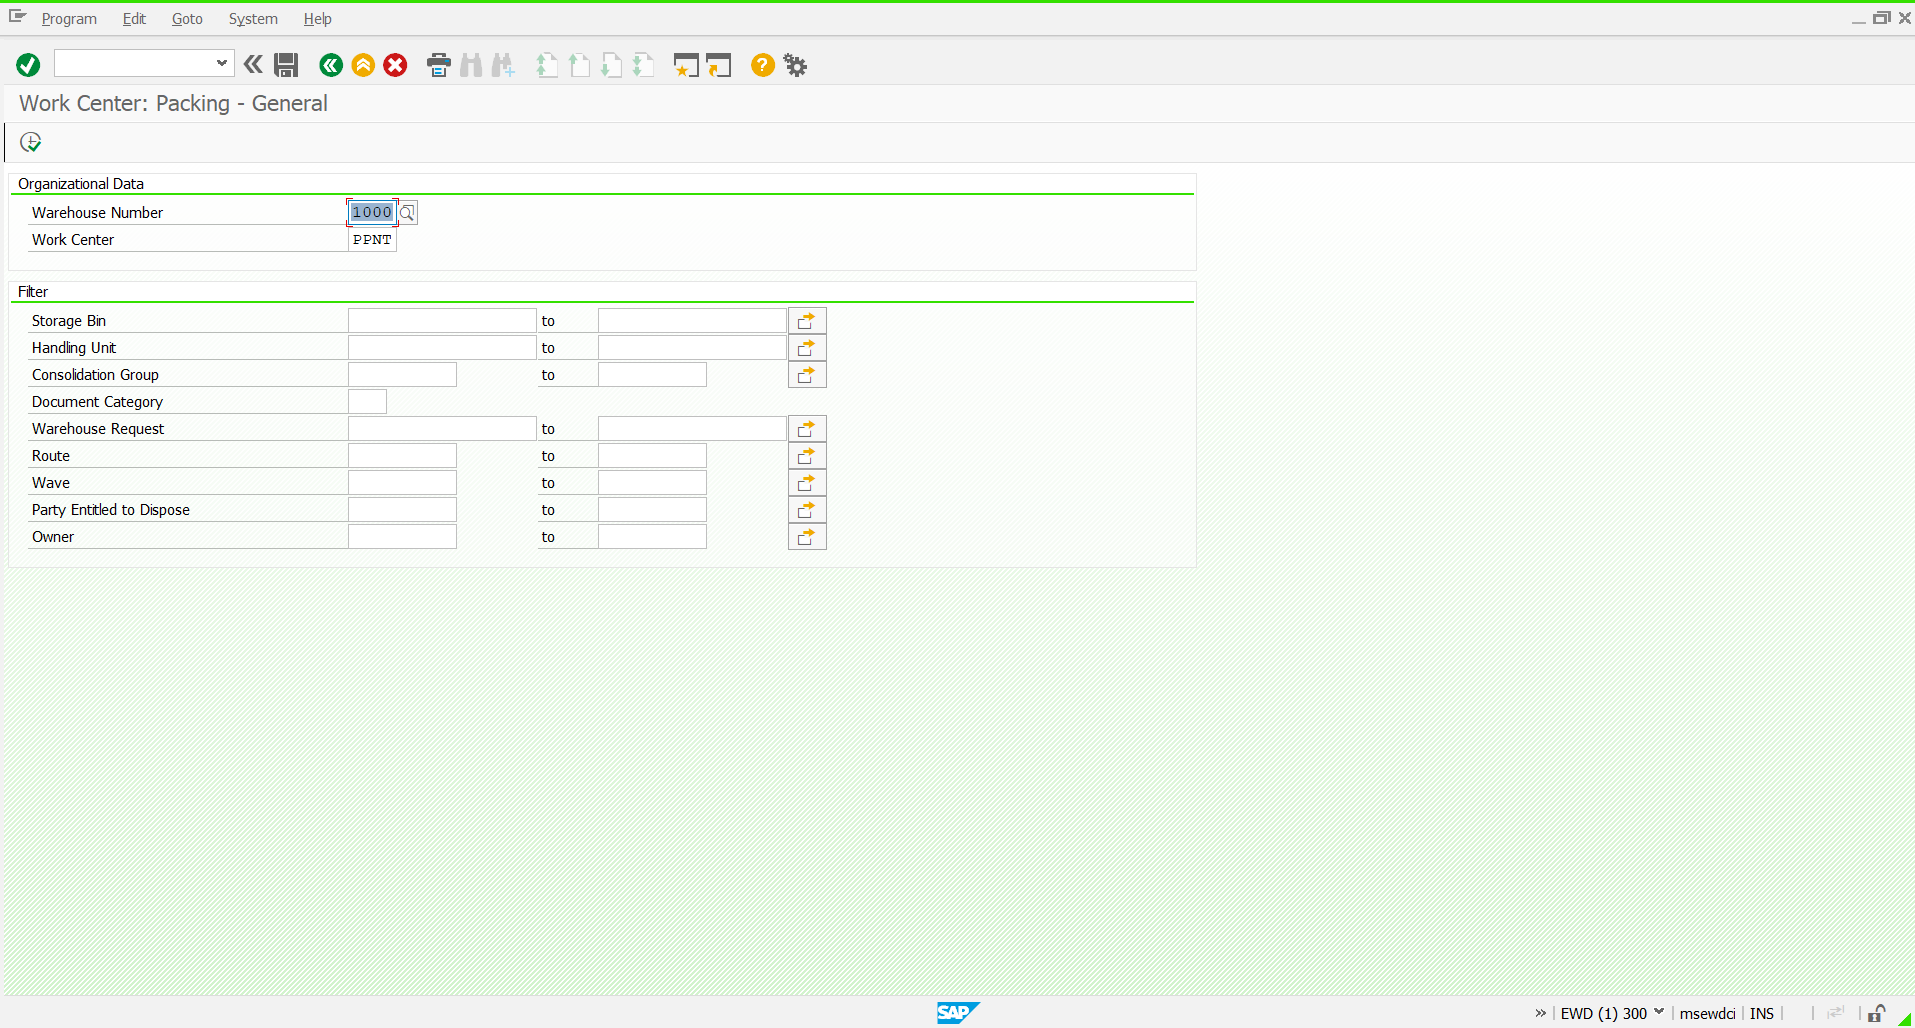 Program Edit Goto System Help
Work Center: Packing - General
Organizational Data
Warehouse Number 1000
Work Center PPNT
Filter
Storage Bin to
Handling Unit to
Consolidation Group to
Document Category
Warehouse Request to
Route to
Wave to
Party Entitled to Dispose to
Owner to
SAP » EWD (1) 300 msewdci INS